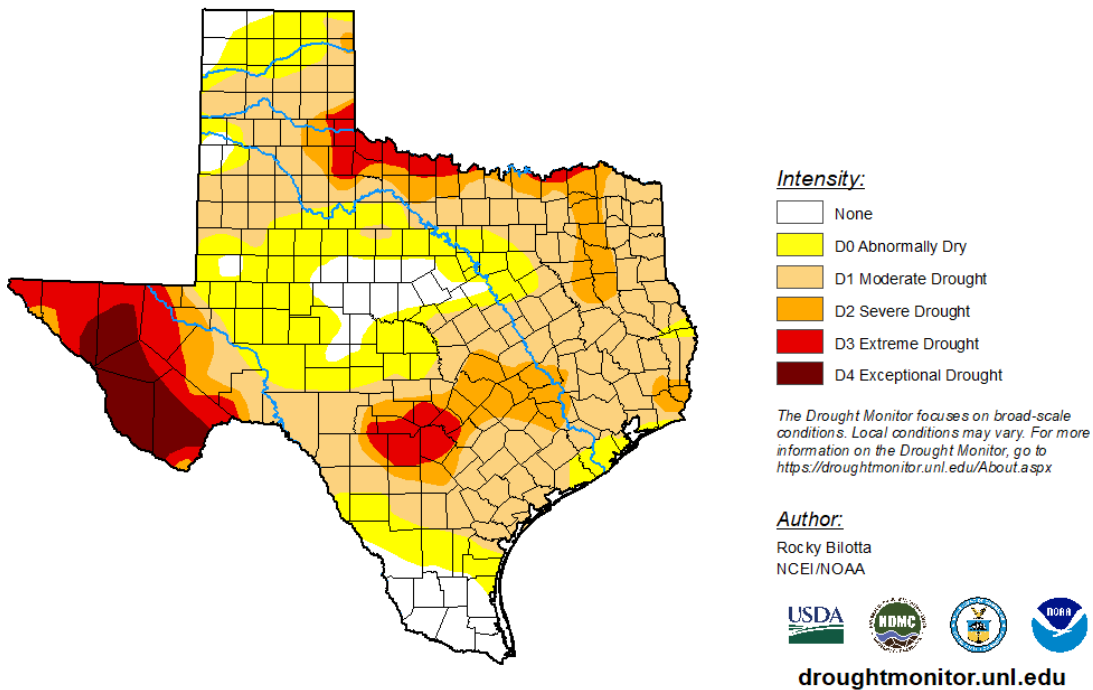 Intensity:
None
D0 Abnormally Dry
D1 Moderate Drought
D2 Severe Drought
D3 Extreme Drought
D4 Exceptional Drought
The Drought Monitor focuses on broad-scale
conditions. Local conditions may vary. For more
information on the Drought Monitor, go to
https://droughtmonitor.unl.edu/About.aspx
Author:
Rocky Bilotta
NCEI/NOAA
USDA
NDMC
NOAA
droughtmonitor.unl.edu